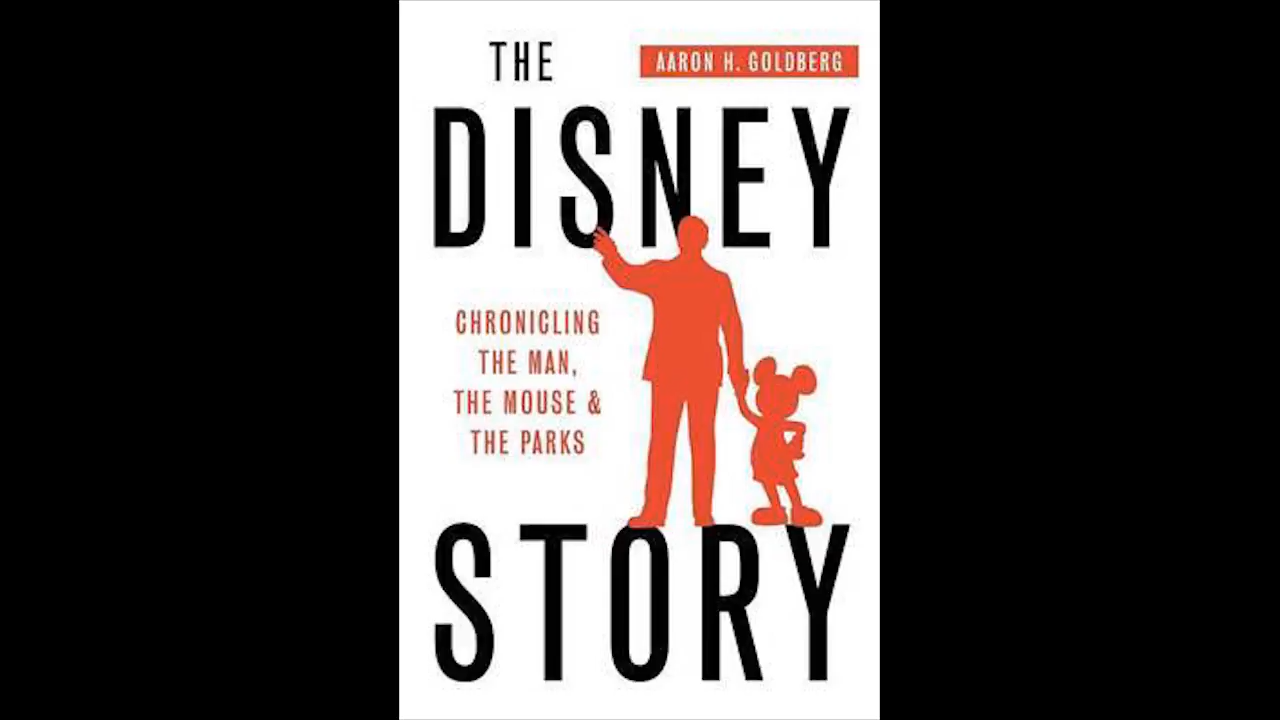 THE
AARON H. GOLDBERG
DISNEY
CHRONICLING
THE MAN,
THE MOUSE &
THE PARKS
STORY